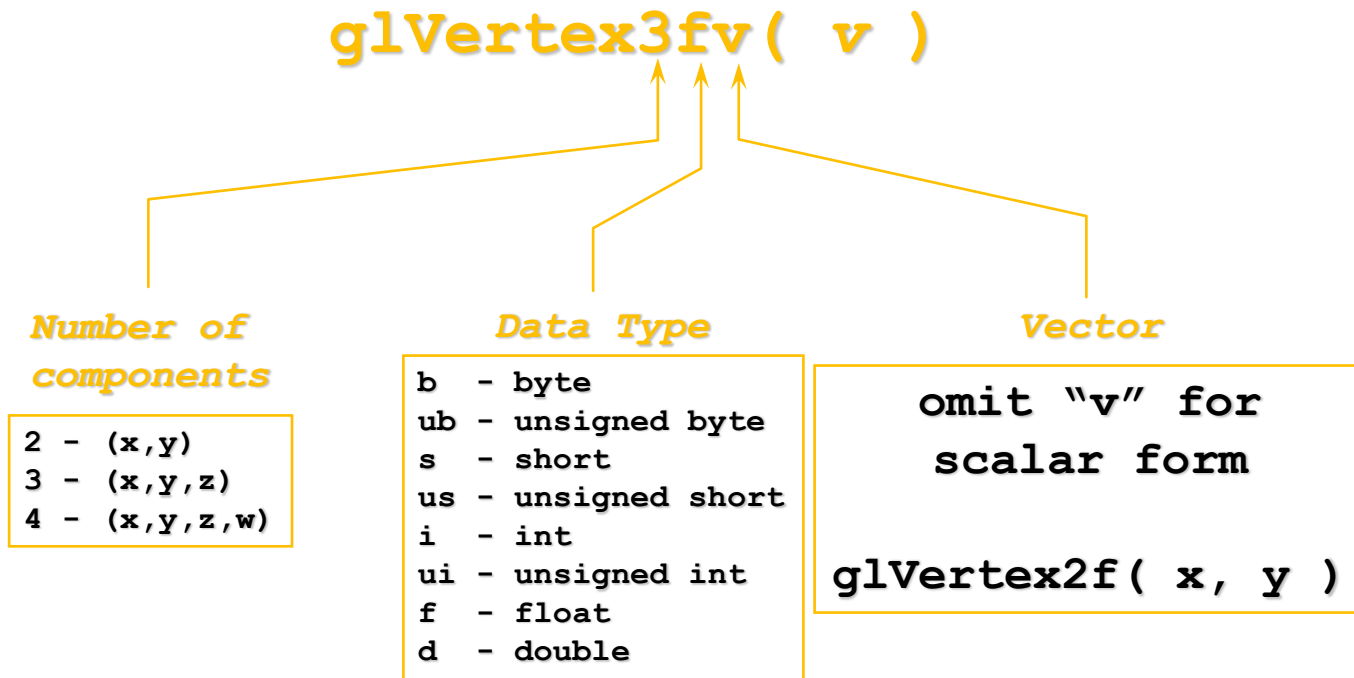 glVertex3fv( v )
Number of
components
2 - (x,y)
3 - (x,y,z)
4 - (x,y,z,w)
Data Type
b - byte
ub - unsigned byte
s - short
us - unsigned short
i - int
ui - unsigned int
f - float
d - double
Vector
omit “v” for
scalar form
glVertex2f( x, y )